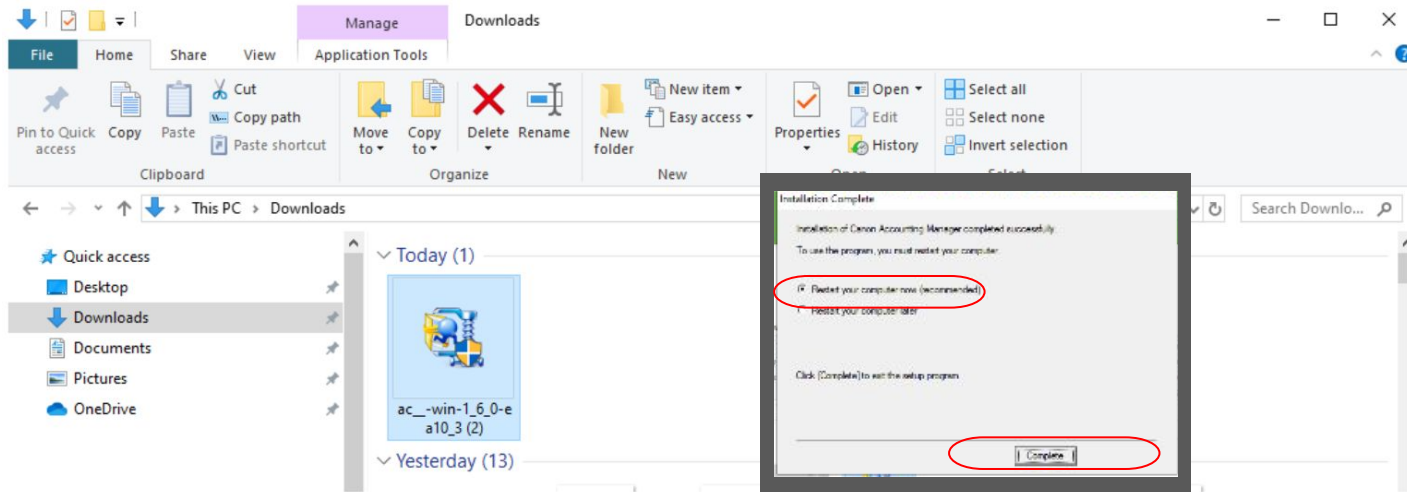 Manage
Downloads
File
Home
Share
View
Application Tools
Pin to Quick access
Copy
Paste
Cut
Copy path
Paste shortcut
Clipboard
Move to
Copy to
Delete
Rename
Organize
New folder
New item
Easy access
New
Properties
Open
Edit
History
Open
Select all
Select none
Invert selection
Select
This PC > Downloads
Search Downlo...
Quick access
Desktop
Downloads
Documents
Pictures
OneDrive
Today (1)
ac__-win-1_6_0-e
a10_3 (2)
Yesterday (13)
Installation Complete
Installation of Canon Accounting Manager completed successfully.
To use the program, you must restart your computer.
Restart your computer now (recommended)
Restart your computer later
Click [Complete] to exit the setup program.
Complete